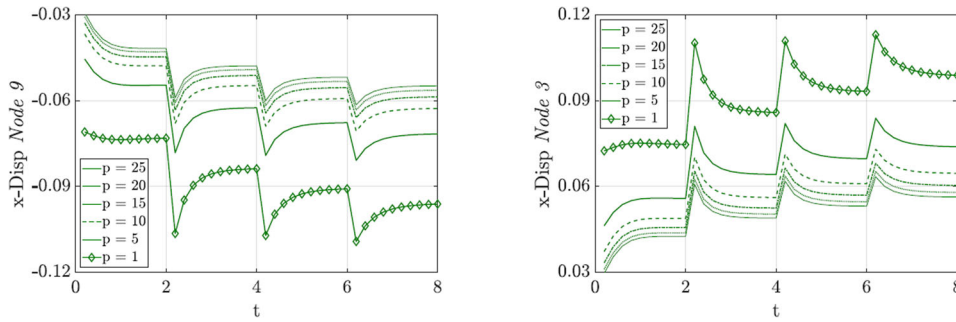 -0.03
-0.06
-0.09
-0.12
x-Disp Node 9
p = 25
p = 20
p = 15
p = 10
p = 5
p = 1
0 2 4 6 8
t
0.12
0.09
0.06
0.03
x-Disp Node 3
p = 25
p = 20
p = 15
p = 10
p = 5
p = 1
0 2 4 6 8
t